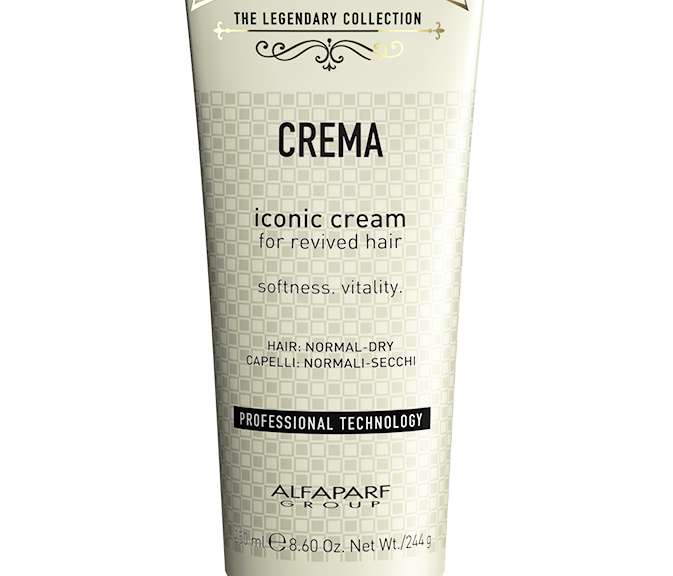 THE LEGENDARY COLLECTION
CREMA
iconic cream
for revived hair
softness. vitality.
HAIR: NORMAL-DRY
CAPELLI: NORMALI-SECCHI
PROFESSIONAL TECHNOLOGY
ALFAPARF
GROUP
250 ml ℮ 8.60 Oz. Net Wt./244 g